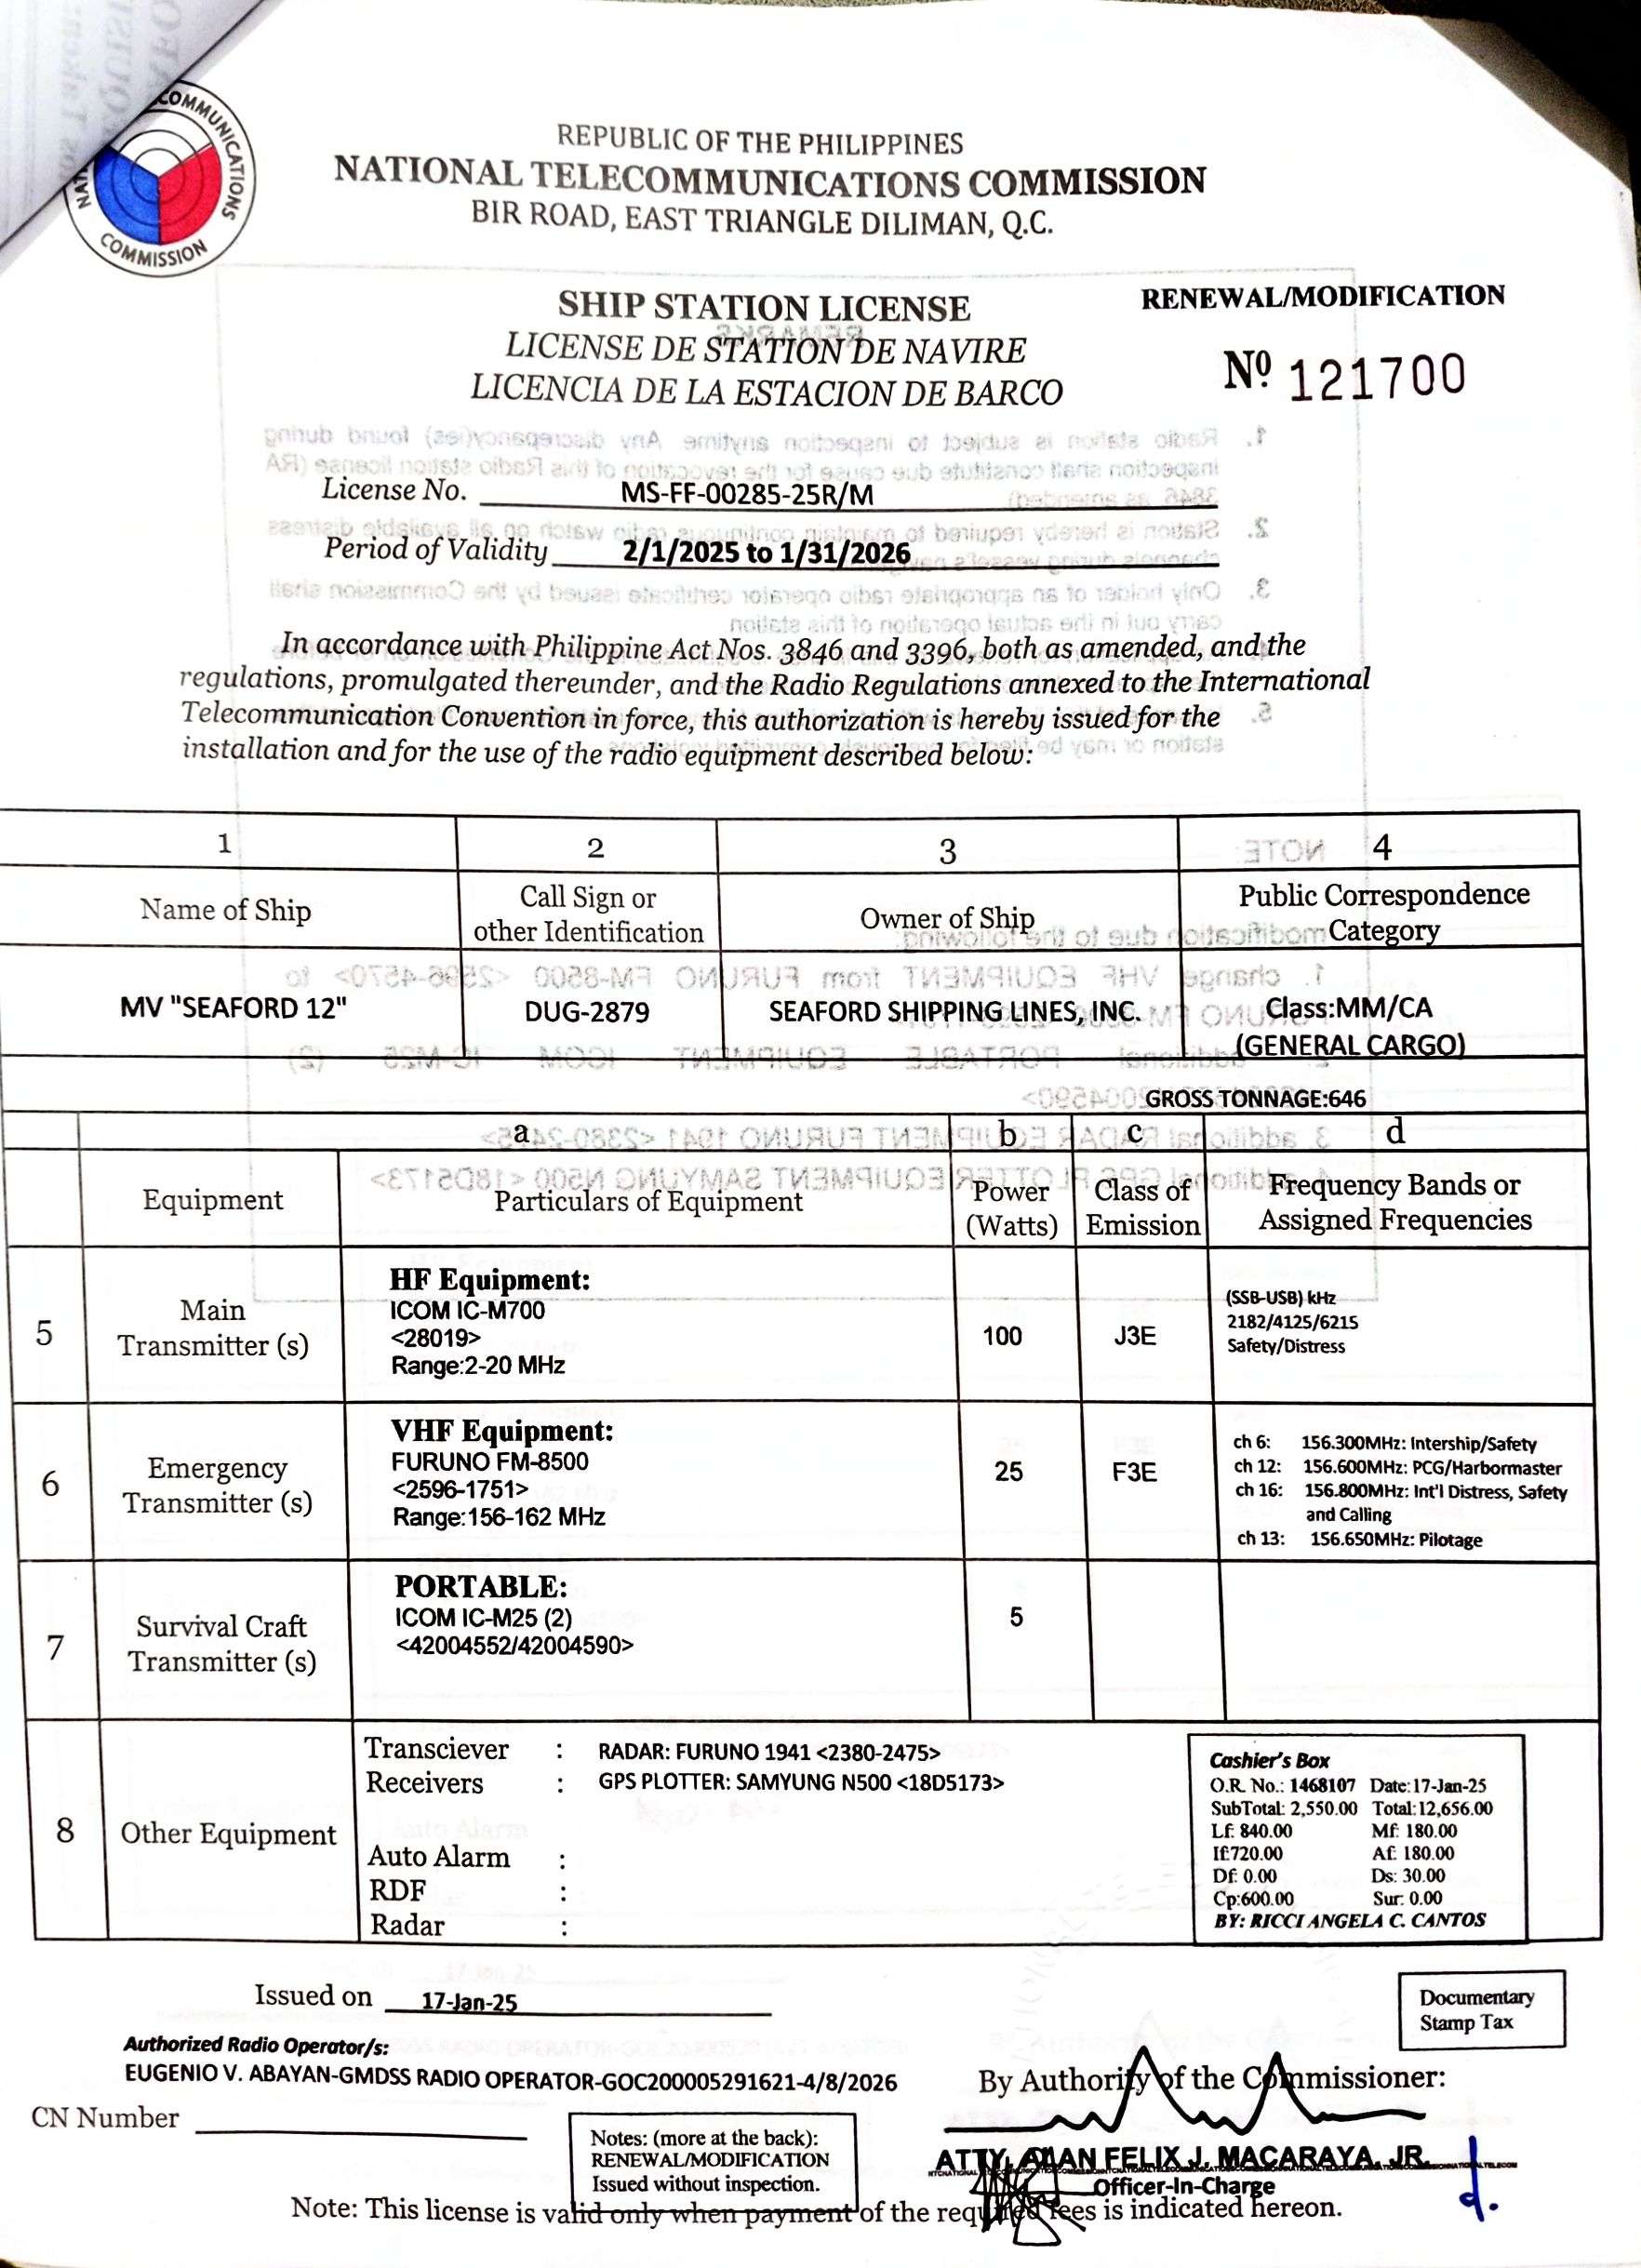 COMMUNICATIONS
COMMISSION
REPUBLIC OF THE PHILIPPINES
NATIONAL TELECOMMUNICATIONS COMMISSION
BIR ROAD, EAST TRIANGLE DILIMAN, Q.C.
SHIP STATION LICENSE
RENEWAL/MODIFICATION
LICENSE DE STATION DE NAVIRE
LICENCIA DE LA ESTACION DE BARCO
Nº 121700
License No. MS-FF-00285-25R/M
Period of Validity 2/1/2025 to 1/31/2026
In accordance with Philippine Act Nos. 3846 and 3396, both as amended, and the
regulations, promulgated thereunder, and the Radio Regulations annexed to the International
Telecommunication Convention in force, this authorization is hereby issued for the
installation and for the use of the radio equipment described below:
1 2 3 4
Name of Ship
Call Sign or
other Identification
Owner of Ship
Public Correspondence
Category
MV "SEAFORD 12"
DUG-2879
SEAFORD SHIPPING LINES, INC.
Class:MM/CA
(GENERAL CARGO)
GROSS TONNAGE:646
a b c d
Equipment
Particulars of Equipment
Power
(Watts)
Class of
Emission
Frequency Bands or
Assigned Frequencies
5
Main
Transmitter (s)
HF Equipment:
ICOM IC-M700
<28019>
Range:2-20 MHz
100
J3E
(SSB-USB) kHz
2182/4125/6215
Safety/Distress
6
Emergency
Transmitter (s)
VHF Equipment:
FURUNO FM-8500
<2596-1751>
Range:156-162 MHz
25
F3E
ch 6: 156.300MHz: Intership/Safety
ch 12: 156.600MHz: PCG/Harbormaster
ch 16: 156.800MHz: Int'l Distress, Safety
and Calling
ch 13: 156.650MHz: Pilotage
7
Survival Craft
Transmitter (s)
PORTABLE:
ICOM IC-M25 (2)
<42004552/42004590>
5
8
Other Equipment
Transciever : RADAR: FURUNO 1941 <2380-2475>
Receivers : GPS PLOTTER: SAMYUNG N500 <18D5173>
Auto Alarm :
RDF :
Radar :
Cashier's Box
O.R. No.: 1468107 Date:17-Jan-25
SubTotal: 2,550.00 Total:12,656.00
Lf: 840.00 Mf: 180.00
If:720.00 Af: 180.00
Df: 0.00 Ds: 30.00
Cp:600.00 Sur: 0.00
BY: RICCI ANGELA C. CANTOS
Issued on 17-Jan-25
Documentary
Stamp Tax
Authorized Radio Operator/s:
EUGENIO V. ABAYAN-GMDSS RADIO OPERATOR-GOC200005291621-4/8/2026
By Authority of the Commissioner:
CN Number
Notes: (more at the back):
RENEWAL/MODIFICATION
Issued without inspection.
ATTY. ALAN FELIX J. MACARAYA, JR.
Officer-In-Charge
Note: This license is valid only when payment of the required fees is indicated hereon.